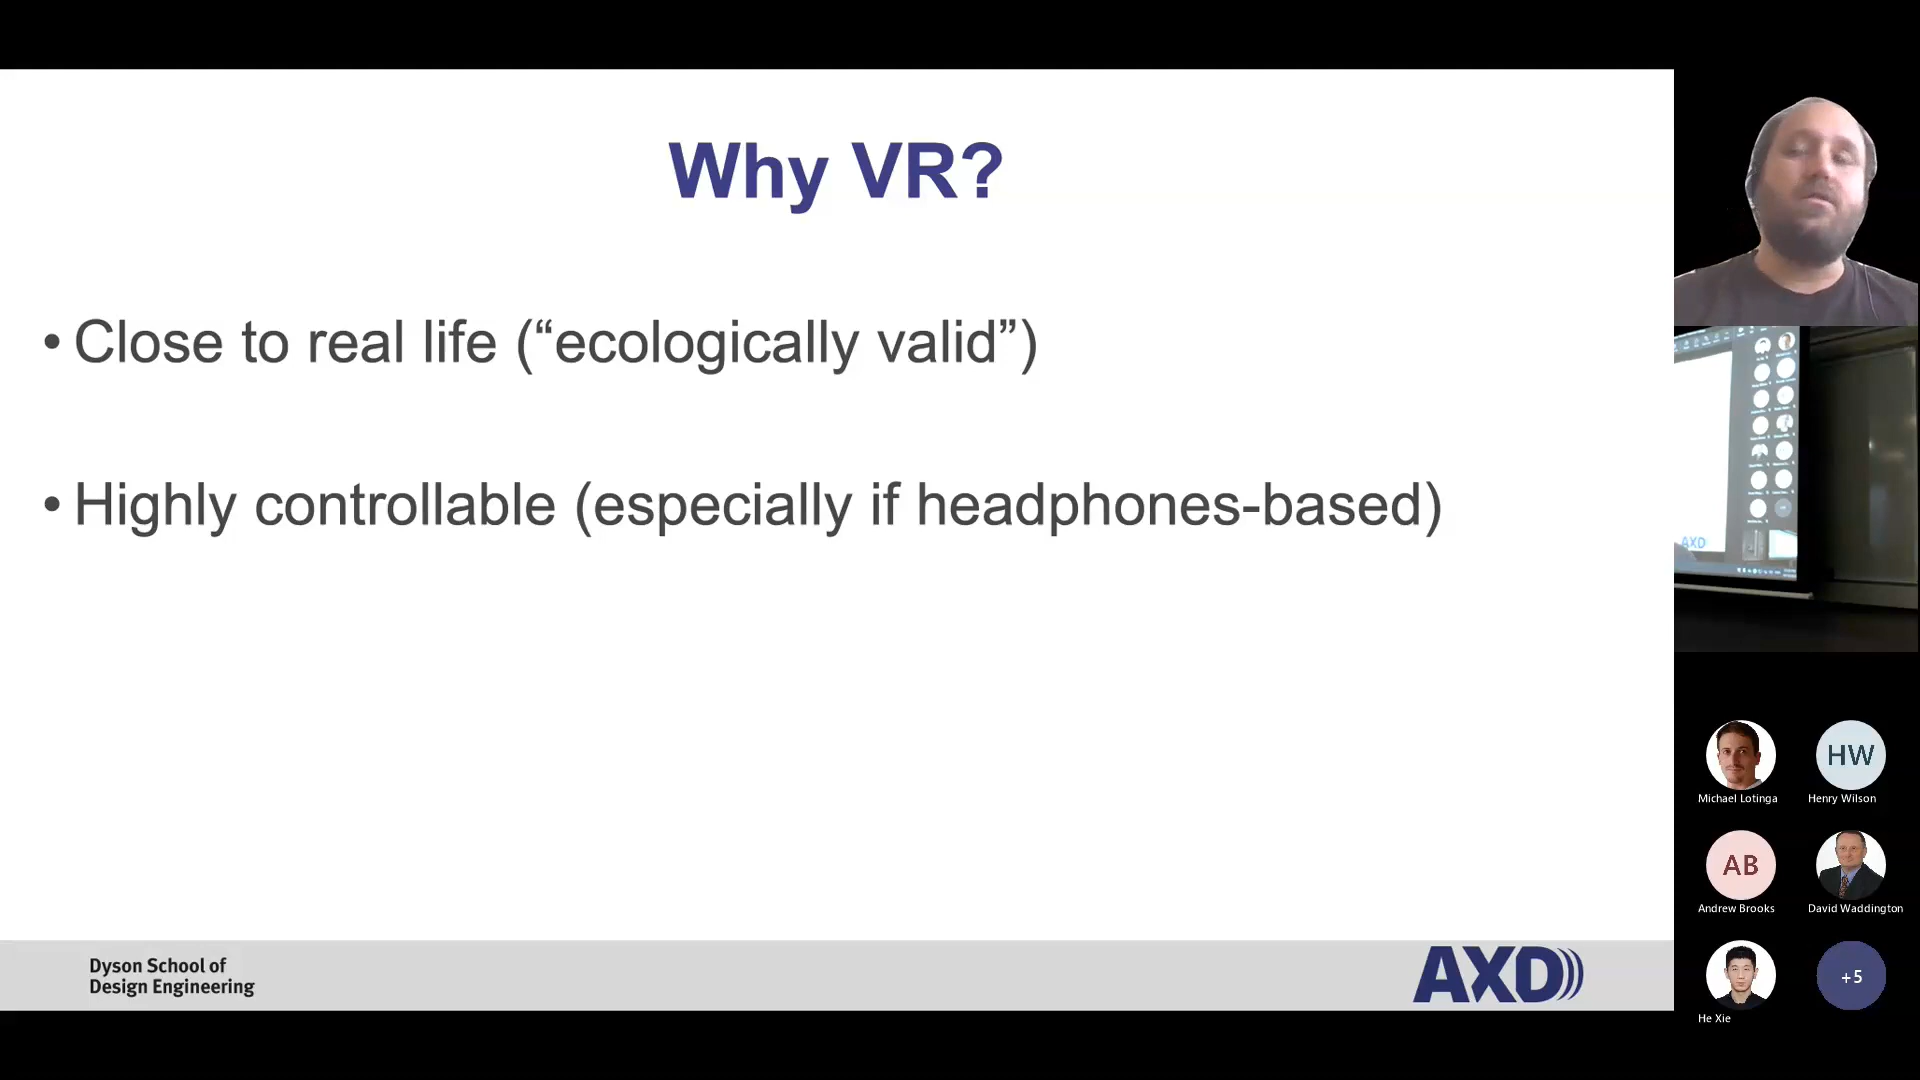 Why VR?
• Close to real life (“ecologically valid”)
• Highly controllable (especially if headphones-based)
Dyson School of
Design Engineering
AXD
AXD
Michael Lotinga
HW
Henry Wilson
AB
Andrew Brooks
David Waddington
He Xie
+5